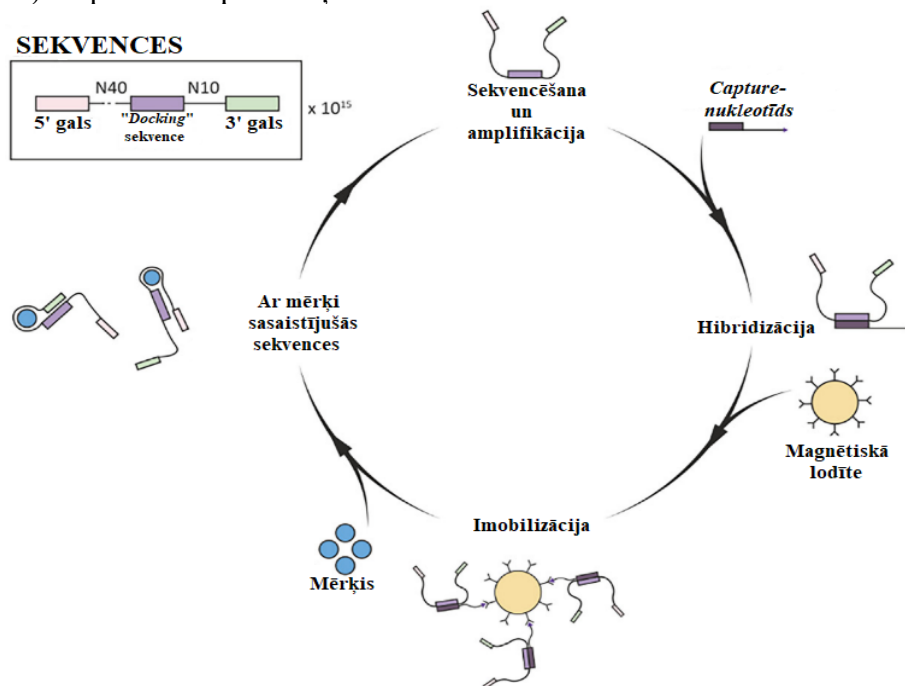 SEKVENCES
N40 N10
5' gals "Docking" 3' gals
sekvence
x 10¹⁵
Sekvencēšana
un
amplifikācija
Capture-
nukleotīds
Hibridizācija
Magnētiskā
lodīte
Imobilizācija
Mērķis
Ar mērķi
sasaistījušās
sekvences